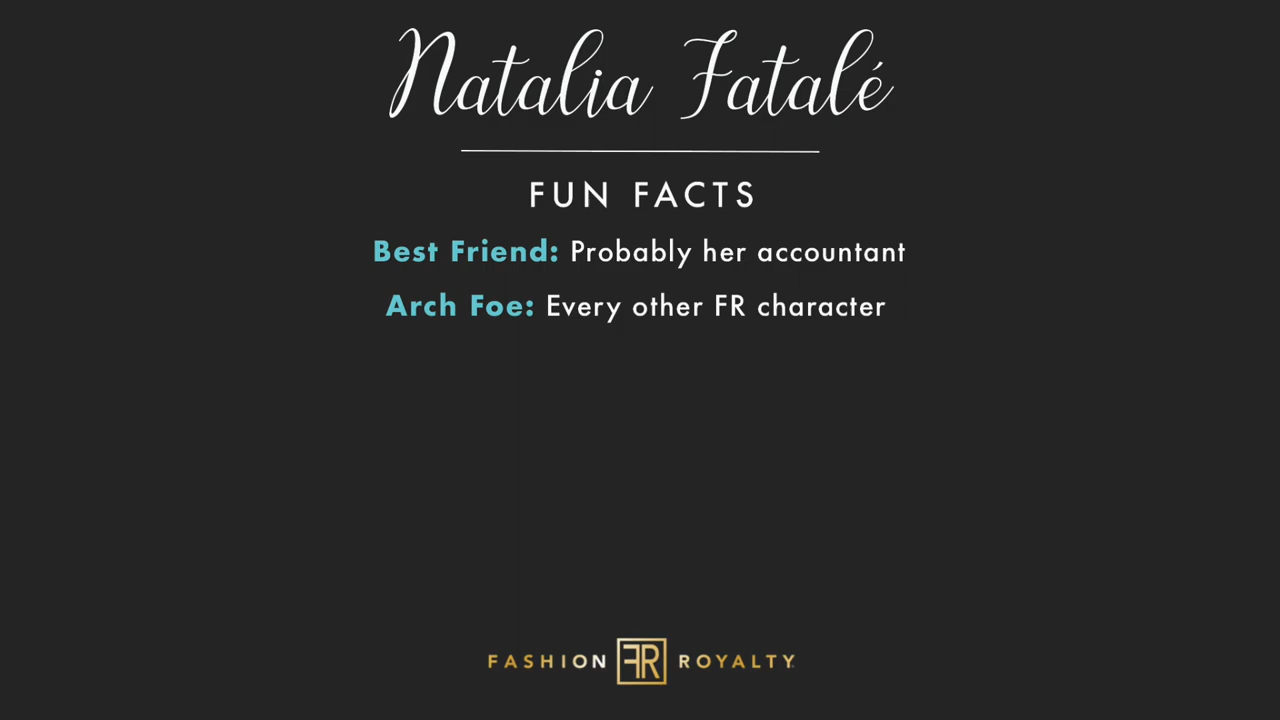 Natalia Fatalé
FUN FACTS
Best Friend: Probably her accountant
Arch Foe: Every other FR character
FASHION FR ROYALTY